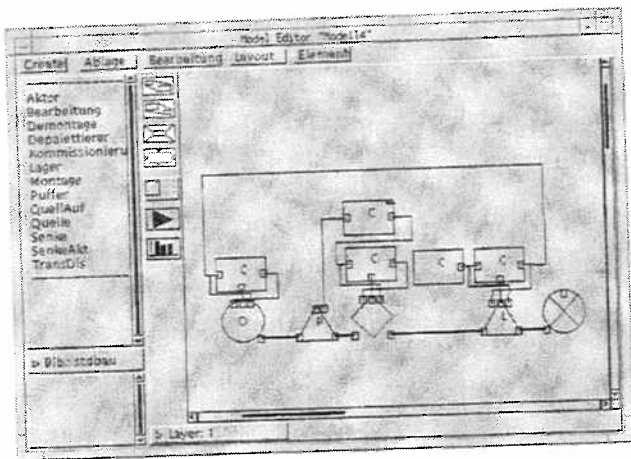 Model Editor "Modell4"
Create Ablage Bearbeitung Layout Element
Aktor
Bearbeitung
Demontage
Depalettierer
Kommissionieru
Lager
Montage
Puffer
QuellAuf
Quelle
Senke
SenkeAkt
TransDis
C
C
C
C
C
Q
P
L
▷ Layer: 1